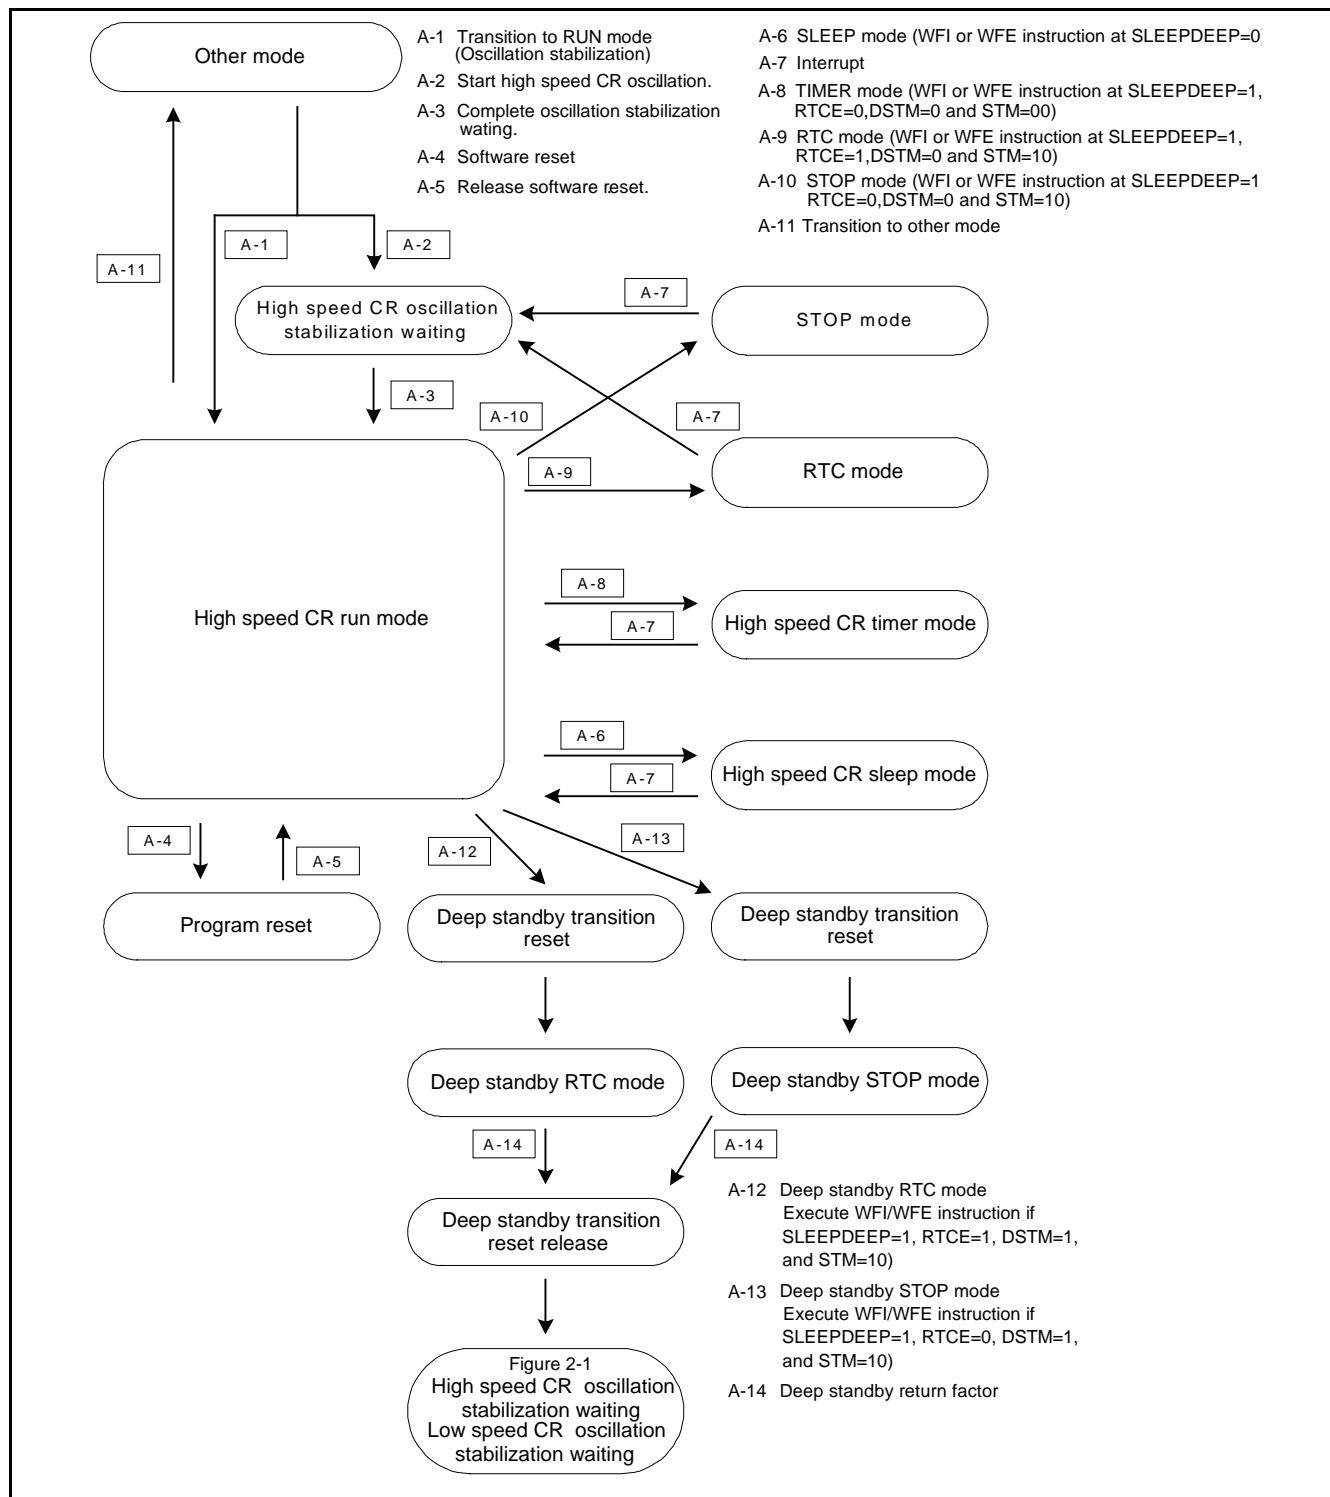 Other mode
A-1 Transition to RUN mode
(Oscillation stabilization)
A-2 Start high speed CR oscillation.
A-3 Complete oscillation stabilization
wating.
A-4 Software reset
A-5 Release software reset.
A-6 SLEEP mode (WFI or WFE instruction at SLEEPDEEP=0)
A-7 Interrupt
A-8 TIMER mode (WFI or WFE instruction at SLEEPDEEP=1,
RTCE=0,DSTM=0 and STM=00)
A-9 RTC mode (WFI or WFE instruction at SLEEPDEEP=1,
RTCE=1,DSTM=0 and STM=10)
A-10 STOP mode (WFI or WFE instruction at SLEEPDEEP=1
RTCE=0,DSTM=0 and STM=10)
A-11 Transition to other mode
A-1
A-2
A-11
High speed CR oscillation
stabilization waiting
A-7
STOP mode
A-3
A-10
A-7
A-9
RTC mode
High speed CR run mode
A-8
A-7
High speed CR timer mode
A-6
A-7
High speed CR sleep mode
A-4
A-5
A-12
A-13
Program reset
Deep standby transition
reset
Deep standby transition
reset
Deep standby RTC mode
Deep standby STOP mode
A-14
A-14
Deep standby transition
reset release
A-12 Deep standby RTC mode
Execute WFI/WFE instruction if
SLEEPDEEP=1, RTCE=1, DSTM=1,
and STM=10)
A-13 Deep standby STOP mode
Execute WFI/WFE instruction if
SLEEPDEEP=1, RTCE=0, DSTM=1,
and STM=10)
A-14 Deep standby return factor
Figure 2-1
High speed CR oscillation
stabilization waiting
Low speed CR oscillation
stabilization waiting